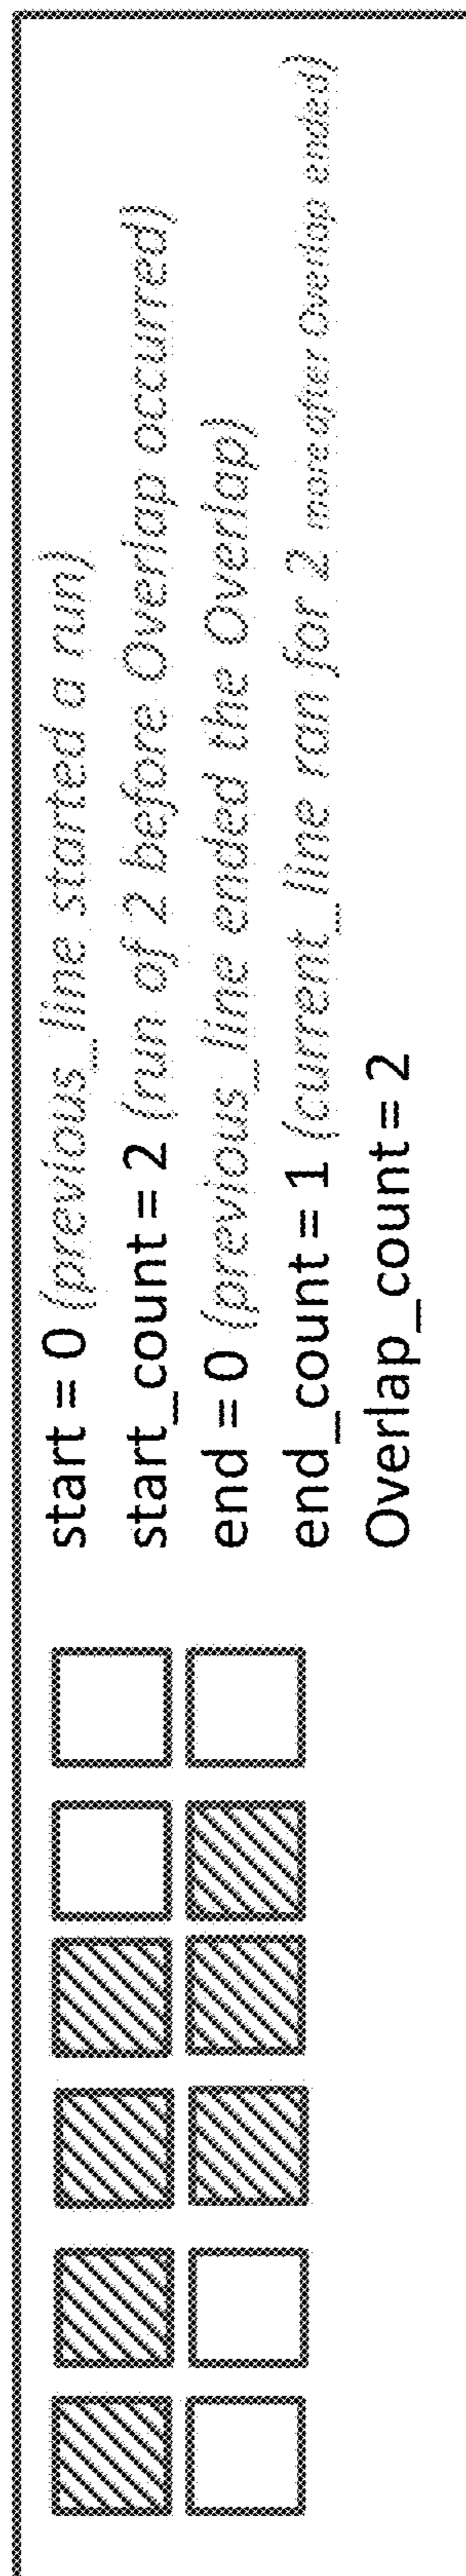 start = 0 (previous_line started a run)
start_count = 2 (run of 2 before Overlap occurred)
end = 0 (previous_line ended the Overlap)
end_count = 1 (current_line ran for 2 more after Overlap ended)
Overlap_count = 2